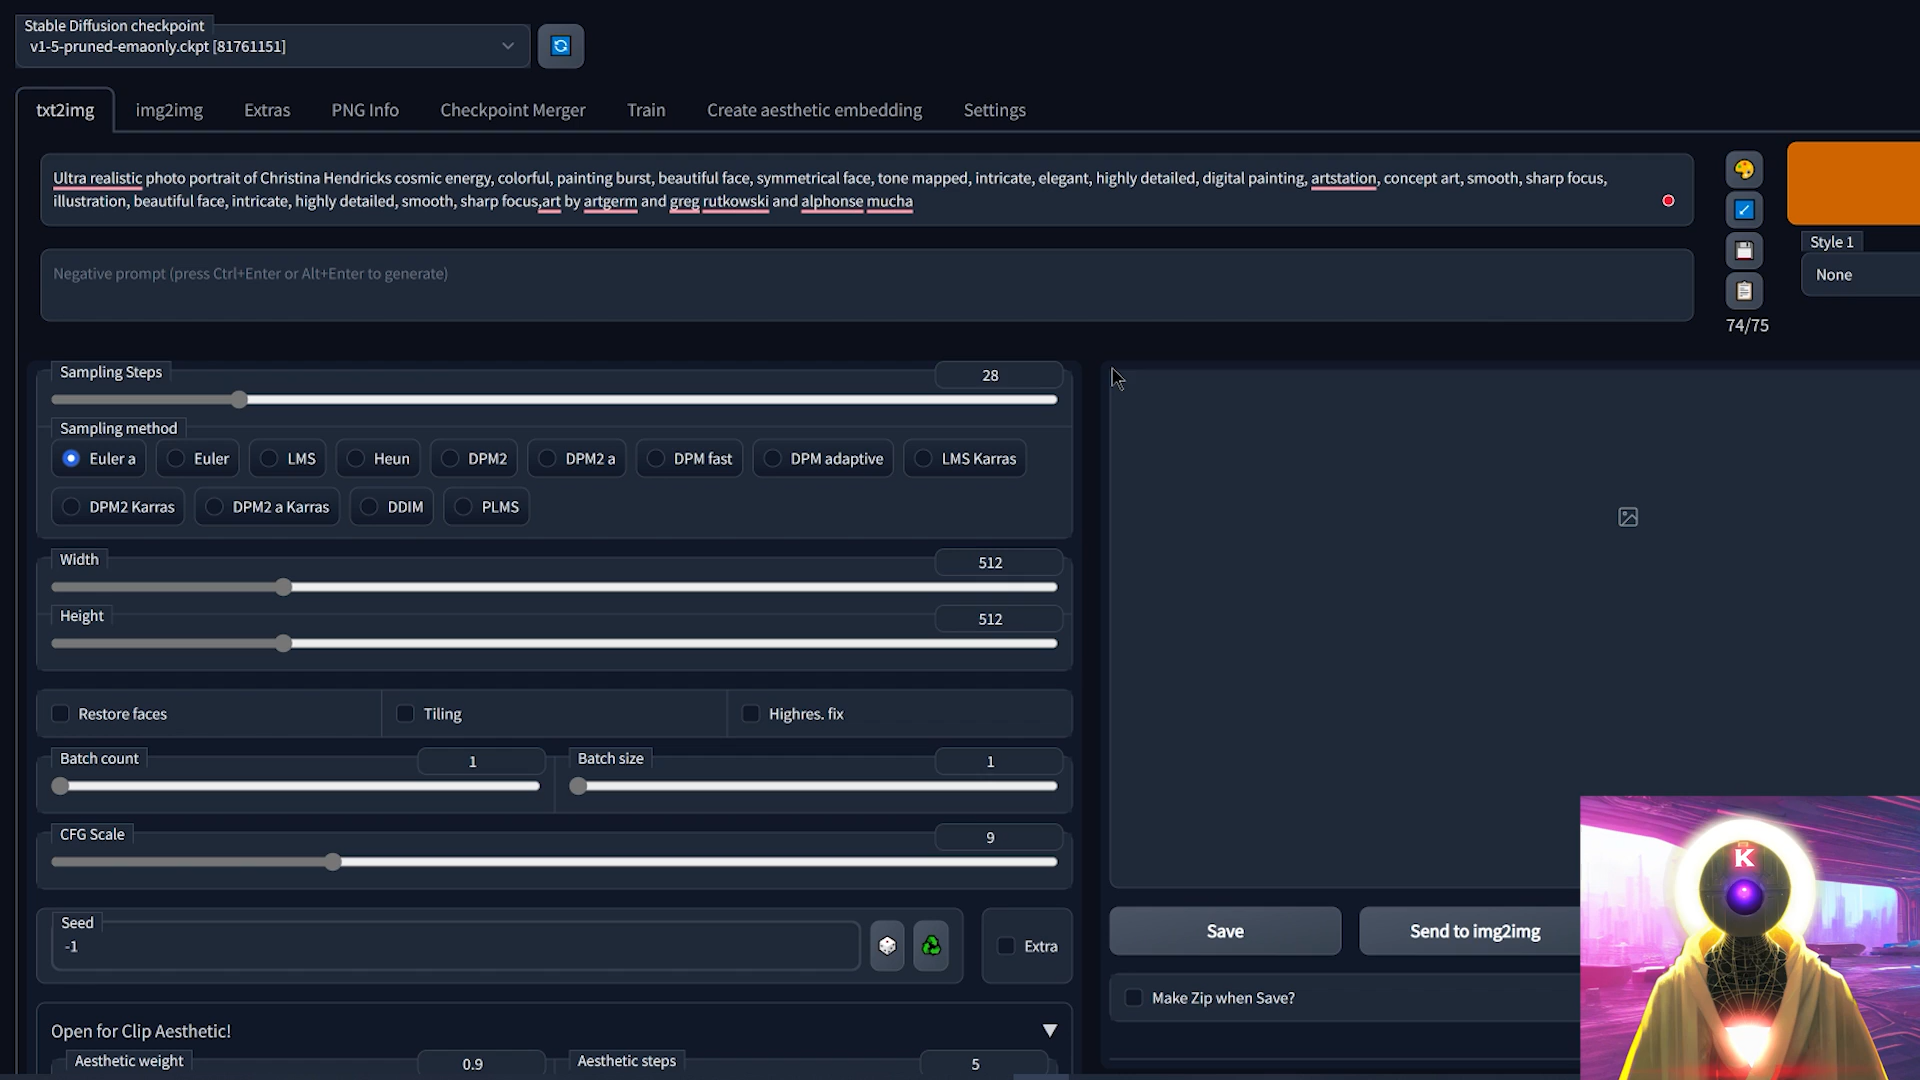 Stable Diffusion checkpoint
v1-5-pruned-emaonly.ckpt [81761151]
txt2img img2img Extras PNG Info Checkpoint Merger Train Create aesthetic embedding Settings
Ultra realistic photo portrait of Christina Hendricks cosmic energy, colorful, painting burst, beautiful face, symmetrical face, tone mapped, intricate, elegant, highly detailed, digital painting, artstation, concept art, smooth, sharp focus,
illustration, beautiful face, intricate, highly detailed, smooth, sharp focus,art by artgerm and greg rutkowski and alphonse mucha
Negative prompt (press Ctrl+Enter or Alt+Enter to generate)
Style 1
None
74/75
Sampling Steps 28
Sampling method
Euler a Euler LMS Heun DPM2 DPM2 a DPM fast DPM adaptive LMS Karras
DPM2 Karras DPM2 a Karras DDIM PLMS
Width 512
Height 512
Restore faces Tiling Highres. fix
Batch count 1 Batch size 1
CFG Scale 9
Seed
-1
Extra
Save Send to img2img
Make Zip when Save?
Open for Clip Aesthetic!
Aesthetic weight 0.9 Aesthetic steps 5
K